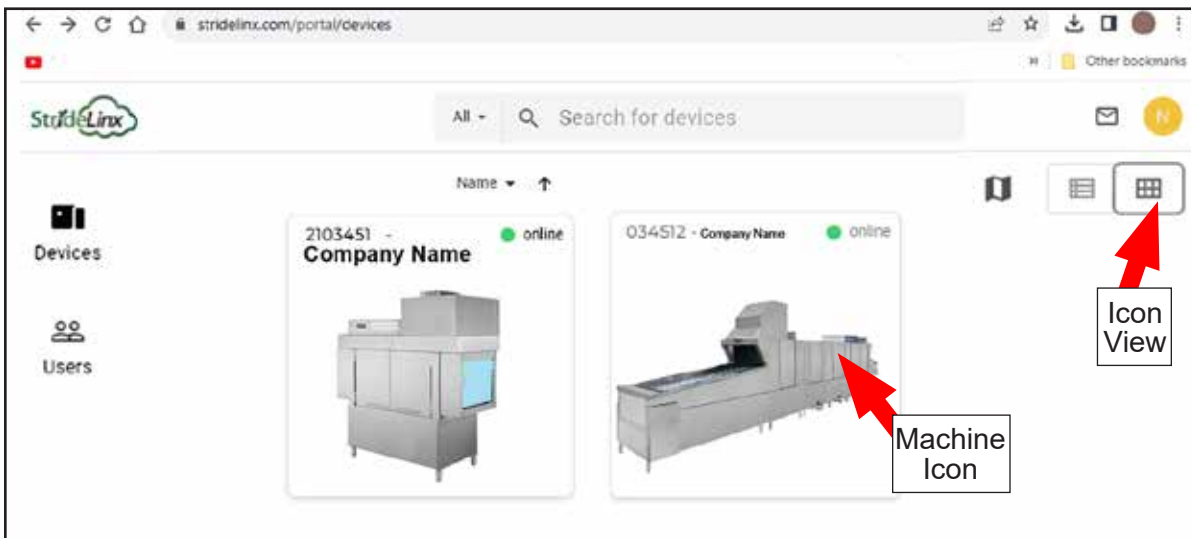 stridelinx.com/portal/devices
Other bookmarks
StrideLinx
All
Search for devices
N
Name
Devices
2103451 -
Company Name
online
034512 - Company Name
online
Users
Icon
View
Machine
Icon